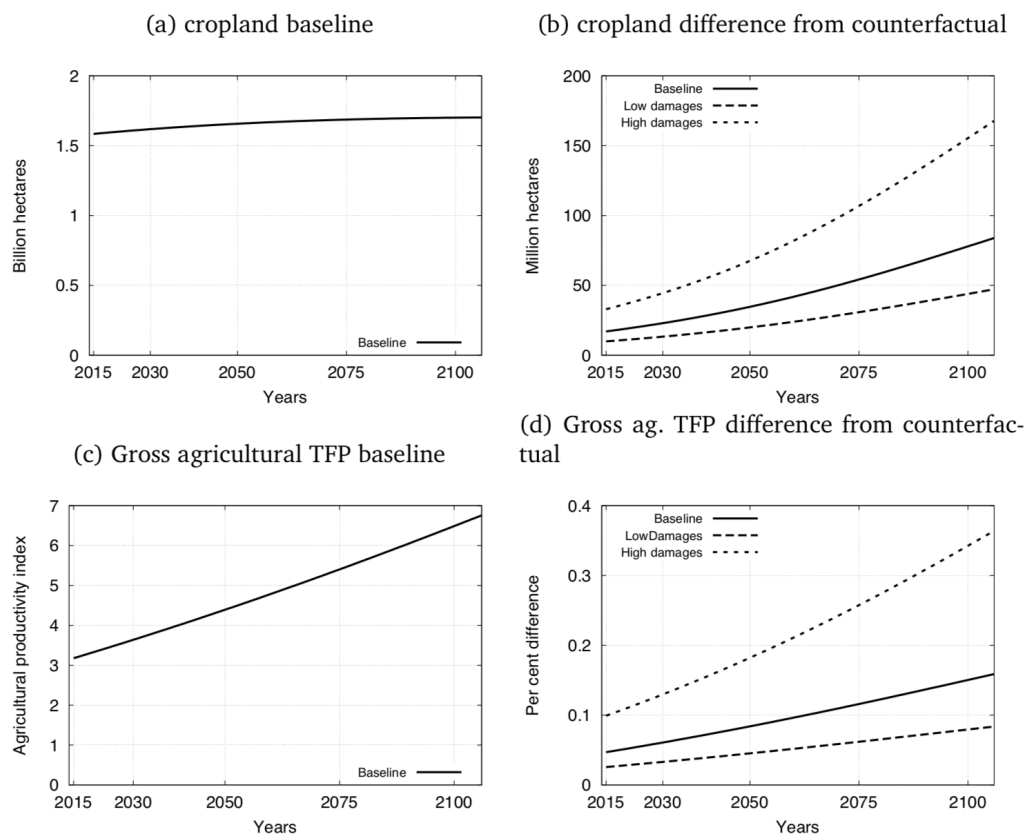 (a) cropland baseline
2
1.5
1
0.5
0
Billion hectares
Baseline
2015 2030 2050 2075 2100
Years
(b) cropland difference from counterfactual
200
150
100
50
0
Million hectares
Baseline
Low damages
High damages
2015 2030 2050 2075 2100
Years
(c) Gross agricultural TFP baseline
7
6
5
4
3
2
1
0
Agricultural productivity index
Baseline
2015 2030 2050 2075 2100
Years
(d) Gross ag. TFP difference from counterfac-
tual
0.4
0.3
0.2
0.1
0
Per cent difference
Baseline
LowDamages
High damages
2015 2030 2050 2075 2100
Years